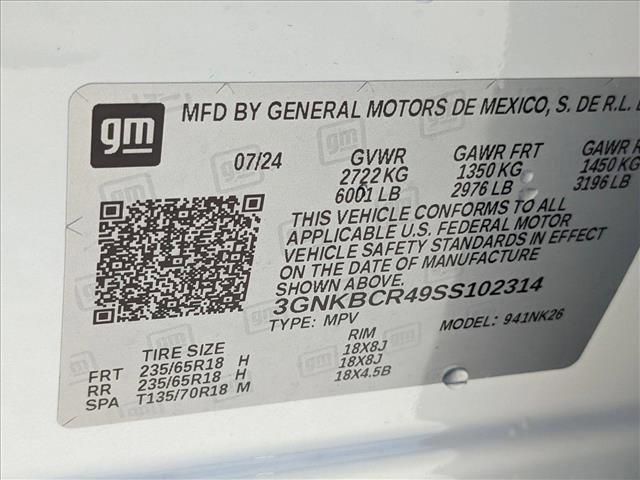 gm
MFD BY GENERAL MOTORS DE MEXICO, S. DE R.L.
07/24 GVWR GAWR FRT GAWR R
2722 KG 1350 KG 1450 KG
6001 LB 2976 LB 3196 LB
THIS VEHICLE CONFORMS TO ALL
APPLICABLE U.S. FEDERAL MOTOR
VEHICLE SAFETY STANDARDS IN EFFECT
ON THE DATE OF MANUFACTURE
SHOWN ABOVE.
3GNKBCR49SS102314
TYPE: MPV MODEL: 941NK26
TIRE SIZE RIM
FRT 235/65R18 H 18X8J
RR 235/65R18 H 18X8J
SPA T135/70R18 M 18X4.5B